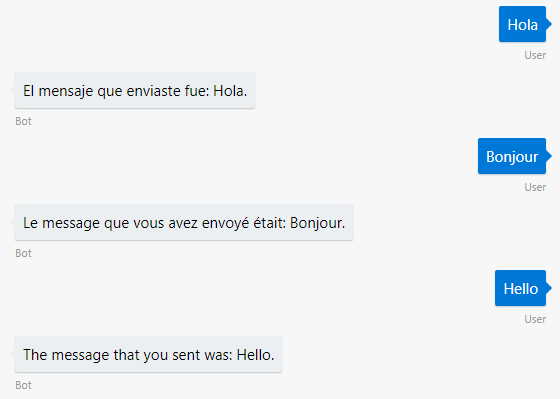 Hola
User
El mensaje que enviaste fue: Hola.
Bot
Bonjour
User
Le message que vous avez envoyé était: Bonjour.
Bot
Hello
User
The message that you sent was: Hello.
Bot